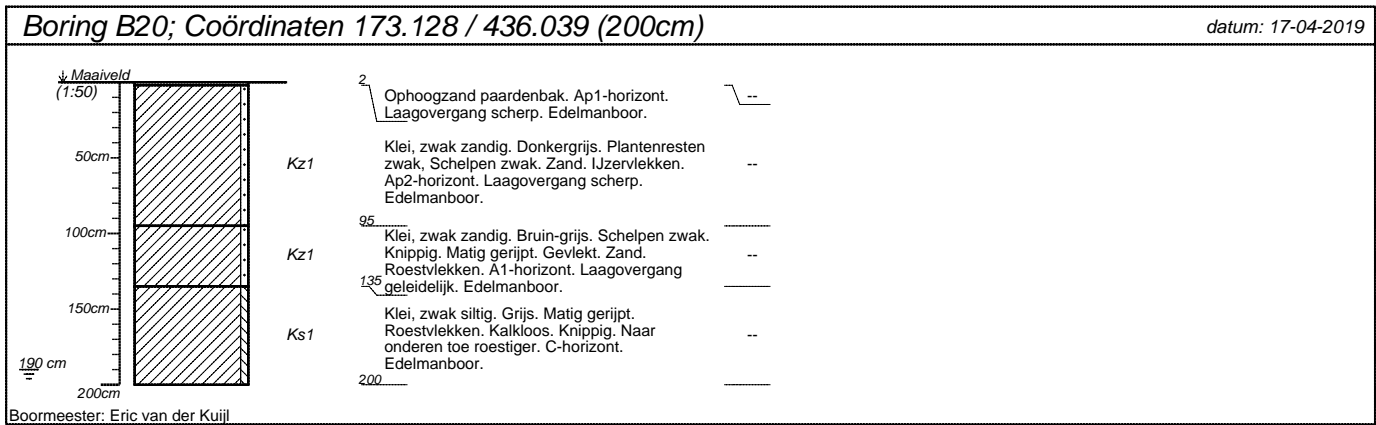 Boring B20; Coördinaten 173.128 / 436.039 (200cm)
datum: 17-04-2019
Maaiveld
(1:50)
2
Ophoogzand paardenbak. Ap1-horizont.
Laagovergang scherp. Edelmanboor.
--
50cm
Kz1
Klei, zwak zandig. Donkergrijs. Plantenresten
zwak, Schelpen zwak. Zand. IJzervlekken.
Ap2-horizont. Laagovergang scherp.
Edelmanboor.
--
95
100cm
Kz1
Klei, zwak zandig. Bruin-grijs. Schelpen zwak.
Knippig. Matig gerijpt. Gevlekt. Zand.
Roestvlekken. A1-horizont. Laagovergang
geleidelijk. Edelmanboor.
--
135
150cm
Ks1
Klei, zwak siltig. Grijs. Matig gerijpt.
Roestvlekken. Kalkloos. Knippig. Naar
onderen toe roestiger. C-horizont.
Edelmanboor.
--
190 cm
200
200cm
Boormeester: Eric van der Kuijl